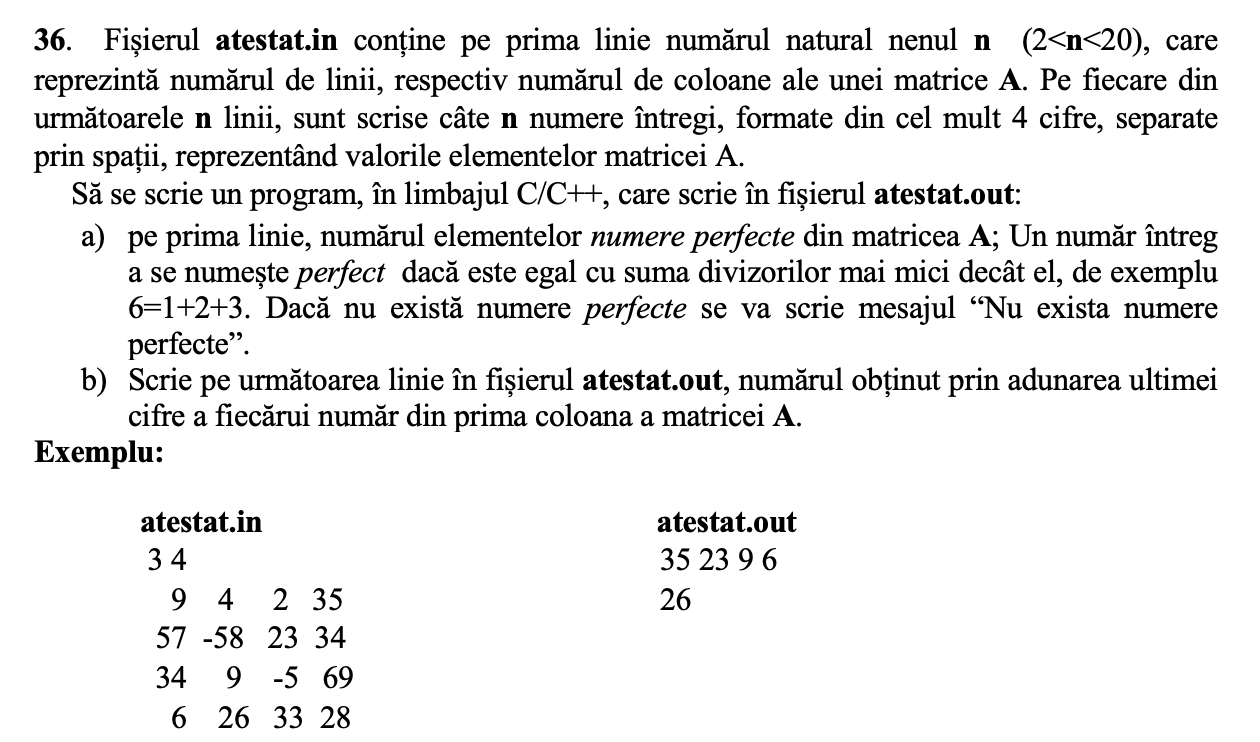 36. Fișierul atestat.in conține pe prima linie numărul natural nenul n (2<n<20), care
reprezintă numărul de linii, respectiv numărul de coloane ale unei matrice A. Pe fiecare din
următoarele n linii, sunt scrise câte n numere întregi, formate din cel mult 4 cifre, separate
prin spații, reprezentând valorile elementelor matricei A.
Să se scrie un program, în limbajul C/C++, care scrie în fișierul atestat.out:
a) pe prima linie, numărul elementelor numere perfecte din matricea A; Un număr întreg
a se numește perfect dacă este egal cu suma divizorilor mai mici decât el, de exemplu
6=1+2+3. Dacă nu există numere perfecte se va scrie mesajul “Nu exista numere
perfecte”.
b) Scrie pe următoarea linie în fișierul atestat.out, numărul obținut prin adunarea ultimei
cifre a fiecărui număr din prima coloana a matricei A.
Exemplu:
atestat.in atestat.out
3 4 35 23 9 6
9 4 2 35 26
57 -58 23 34
34 9 -5 69
6 26 33 28